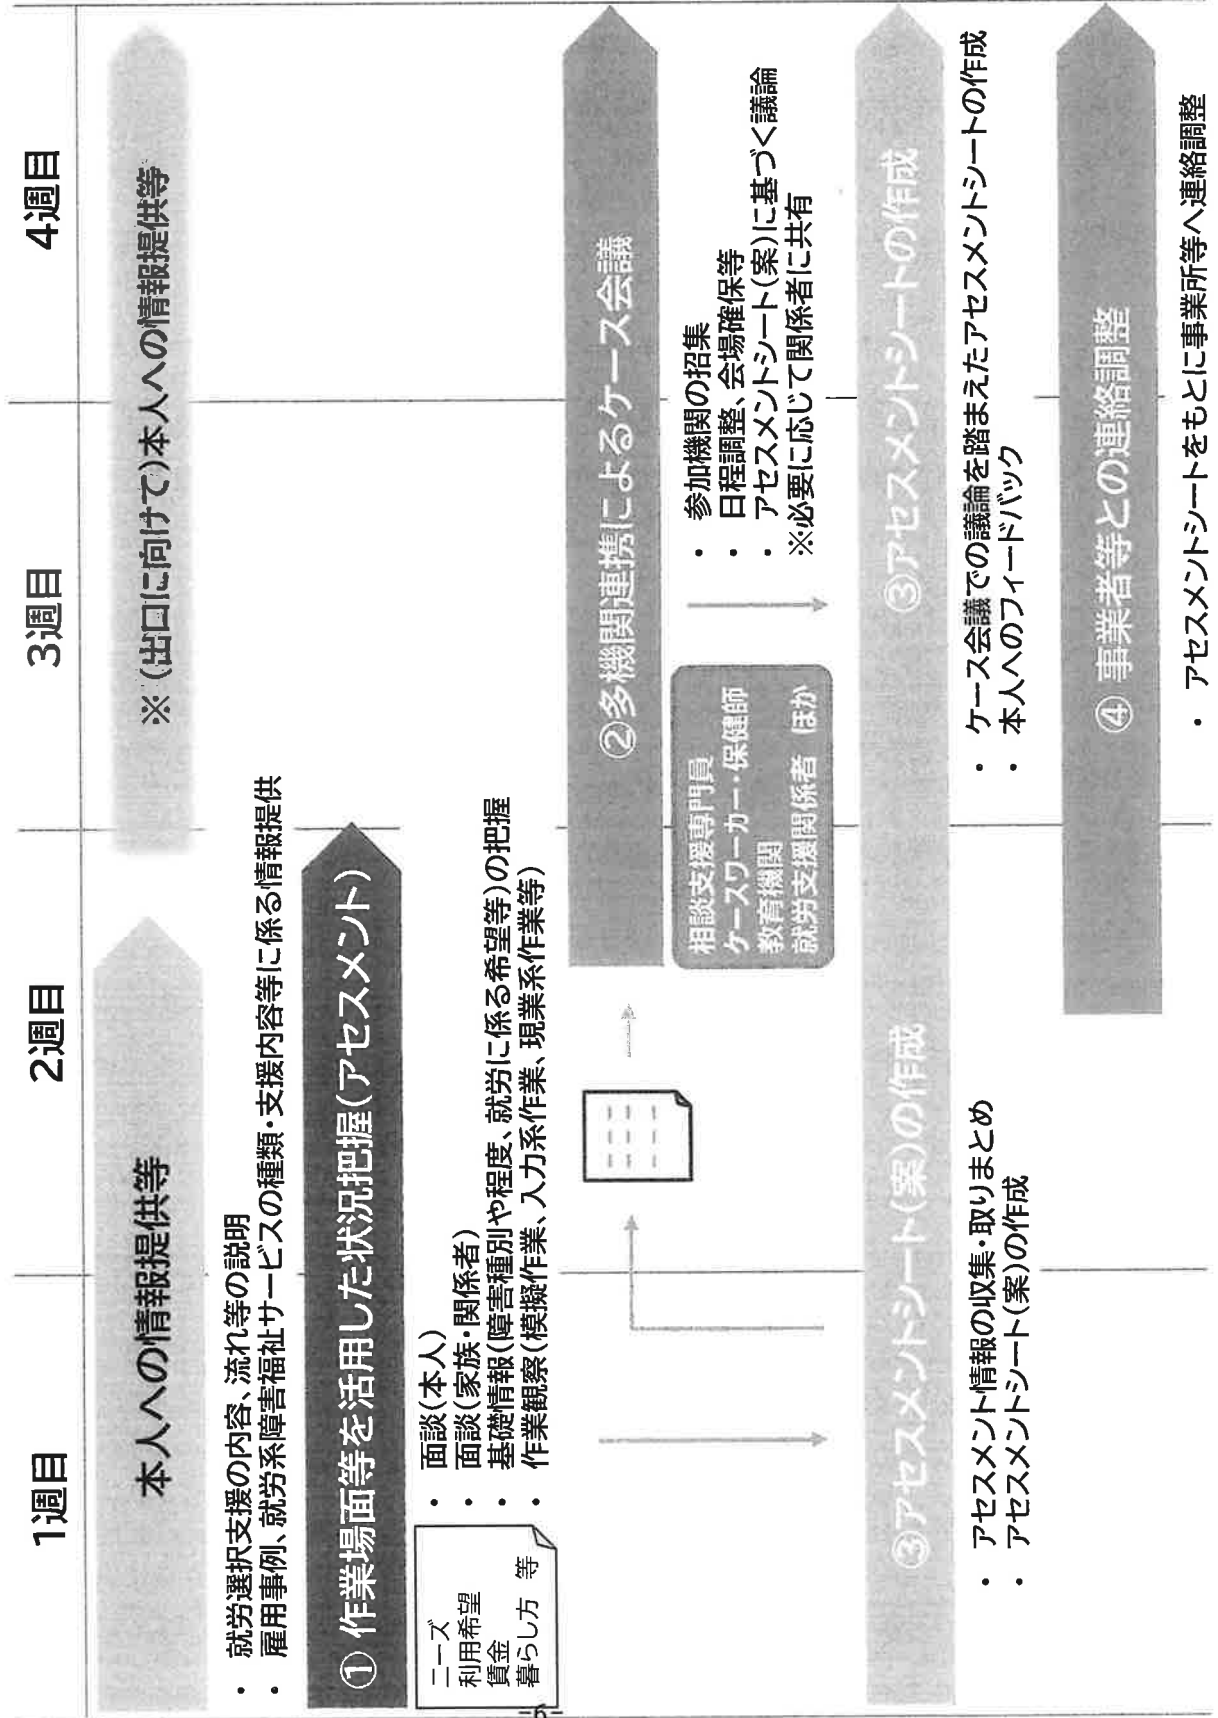 1週目
2週目
3週目
4週目
本人への情報提供等
※（出口に向けて）本人への情報提供等
・ 就労選択支援の内容、流れ等の説明
・ 雇用事例、就労系障害福祉サービスの種類・支援内容等に係る情報提供
① 作業場面等を活用した状況把握(アセスメント)
ニーズ
利用希望
賃金
暮らし方 等
・ 面談(本人)
・ 面談(家族・関係者)
・ 基礎情報(障害種別や程度、就労に係る希望等)の把握
・ 作業観察(模擬作業、入力系作業、現業系作業等)
②多機関連携によるケース会議
相談支援専門員
ケースワーカー・保健師
教育機関
就労支援関係者 ほか
・ 参加機関の招集
・ 日程調整、会場確保等
・ アセスメントシート(案)に基づく議論
※必要に応じて関係者に共有
③アセスメントシート(案)の作成
③アセスメントシートの作成
・ アセスメント情報の収集・取りまとめ
・ アセスメントシート(案)の作成
・ ケース会議での議論を踏まえたアセスメントシートの作成
・ 本人へのフィードバック
④ 事業者等との連絡調整
・ アセスメントシートをもとに事業所等へ連絡調整
-6-